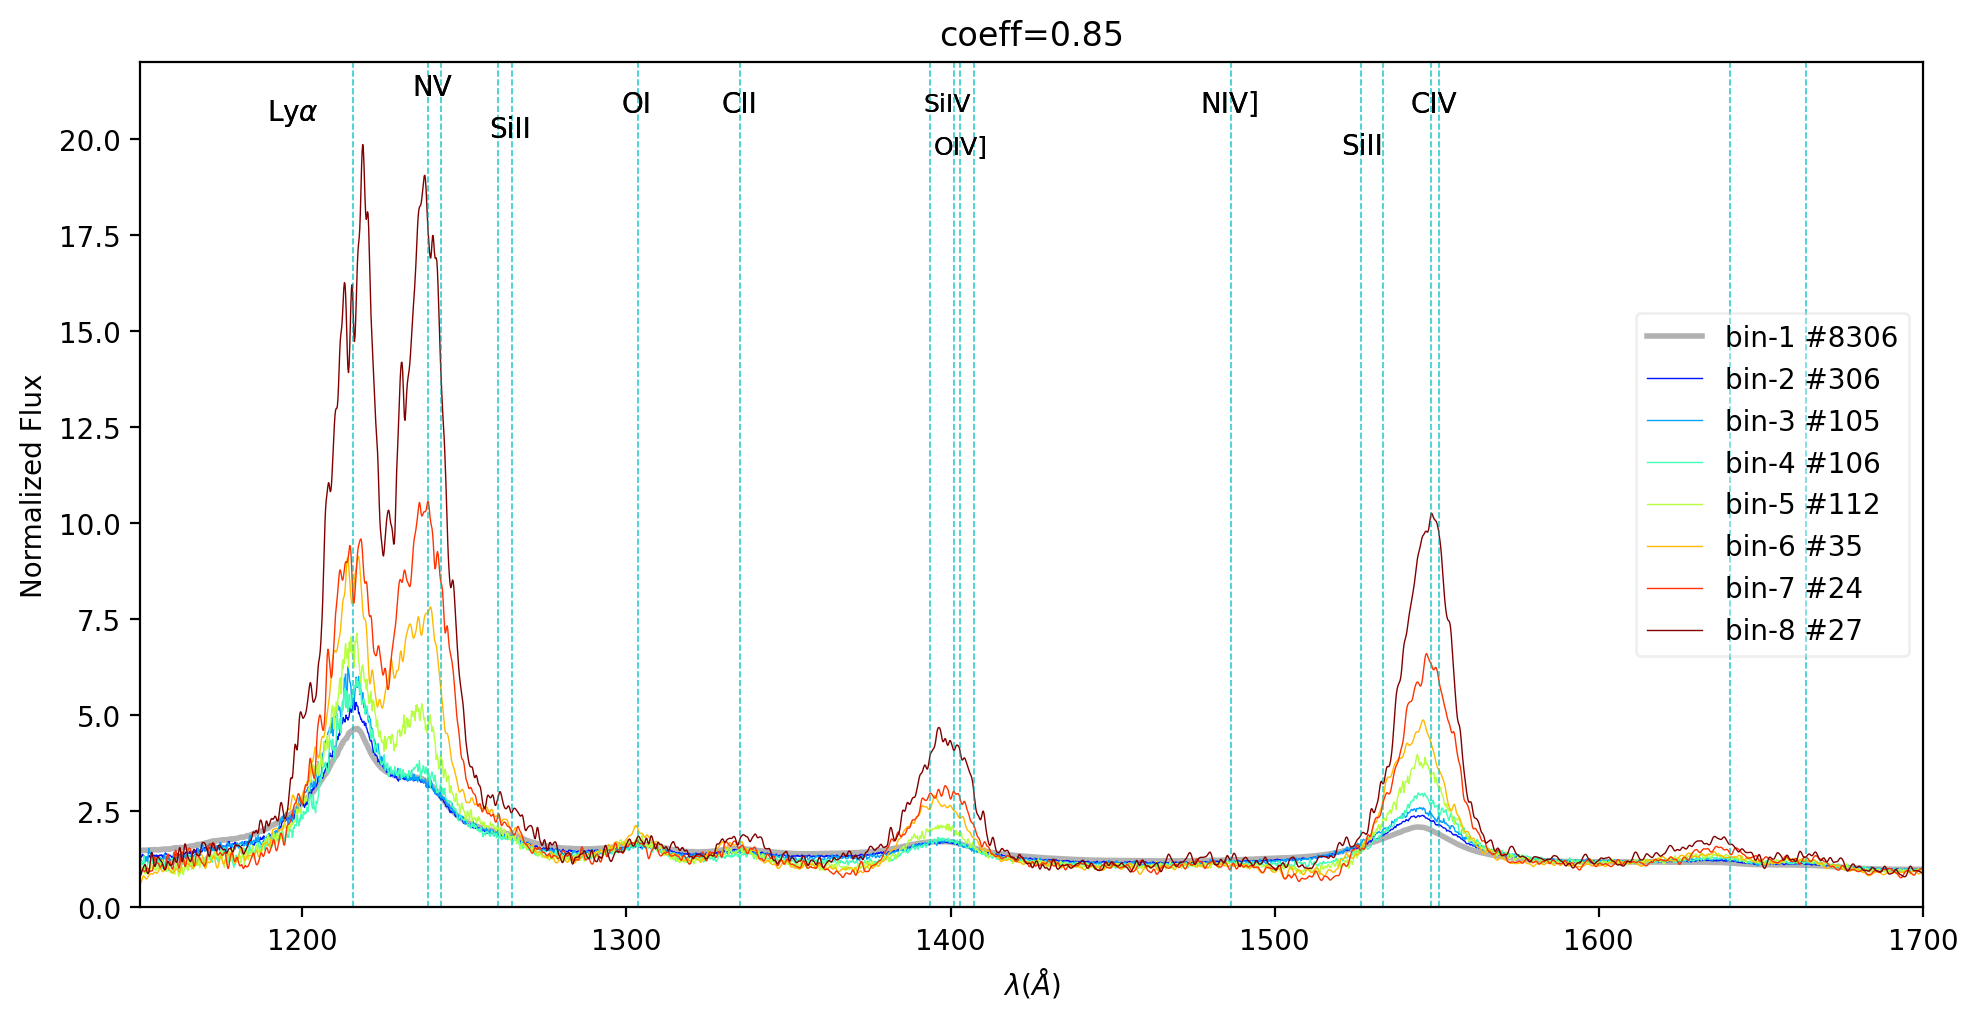 coeff=0.85
NV
Lyα
SiII
OI
CII
SiIV
OIV]
NIV]
SiII
CIV
Normalized Flux
20.0
17.5
15.0
12.5
10.0
7.5
5.0
2.5
0.0
bin-1 #8306
bin-2 #306
bin-3 #105
bin-4 #106
bin-5 #112
bin-6 #35
bin-7 #24
bin-8 #27
1200 1300 1400 1500 1600 1700
λ(Å)